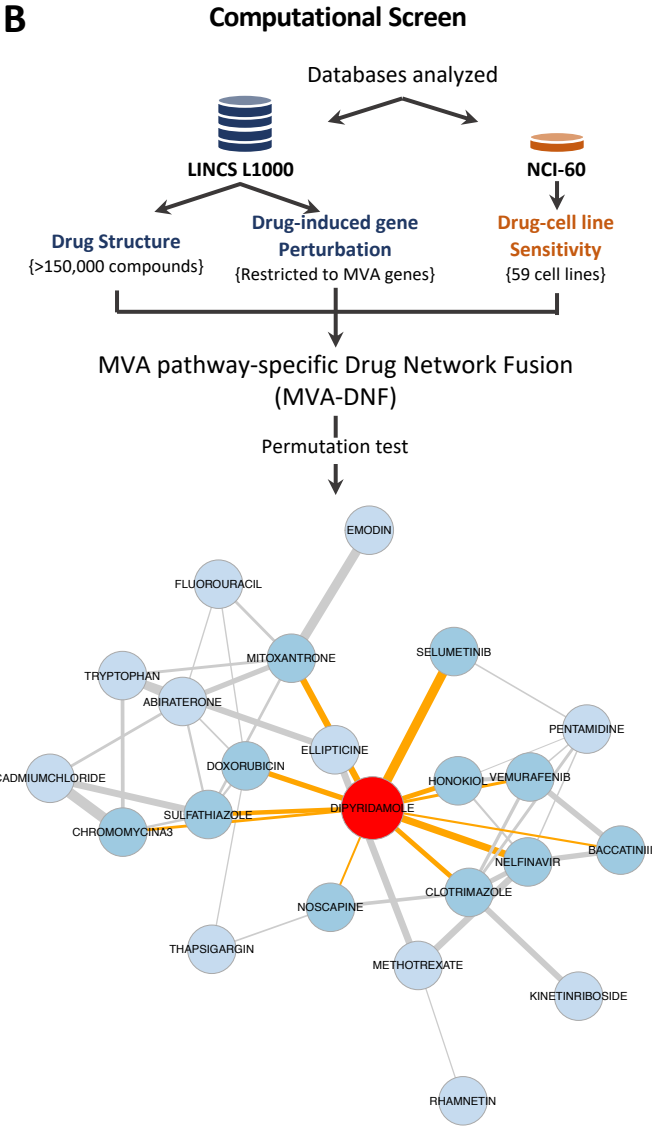 B
Computational Screen
Databases analyzed
LINCS L1000
NCI-60
Drug Structure
{>150,000 compounds}
Drug-induced gene
Perturbation
{Restricted to MVA genes}
Drug-cell line
Sensitivity
{59 cell lines}
MVA pathway-specific Drug Network Fusion
(MVA-DNF)
Permutation test
EMODIN
FLUOROURACIL
MITOXANTRONE
SELUMETINIB
TRYPTOPHAN
ABIRATERONE
PENTAMIDINE
ELLIPTICINE
DOXORUBICIN
CADMIUMCHLORIDE
HONOKIOL
VEMURAFENIB
DIPYRIDAMOLE
SULFATHIAZOLE
CHROMOMYCINA3
BACCATINIII
NELFINAVIR
CLOTRIMAZOLE
NOSCAPINE
THAPSIGARGIN
METHOTREXATE
KINETINRIBOSIDE
RHAMNETIN